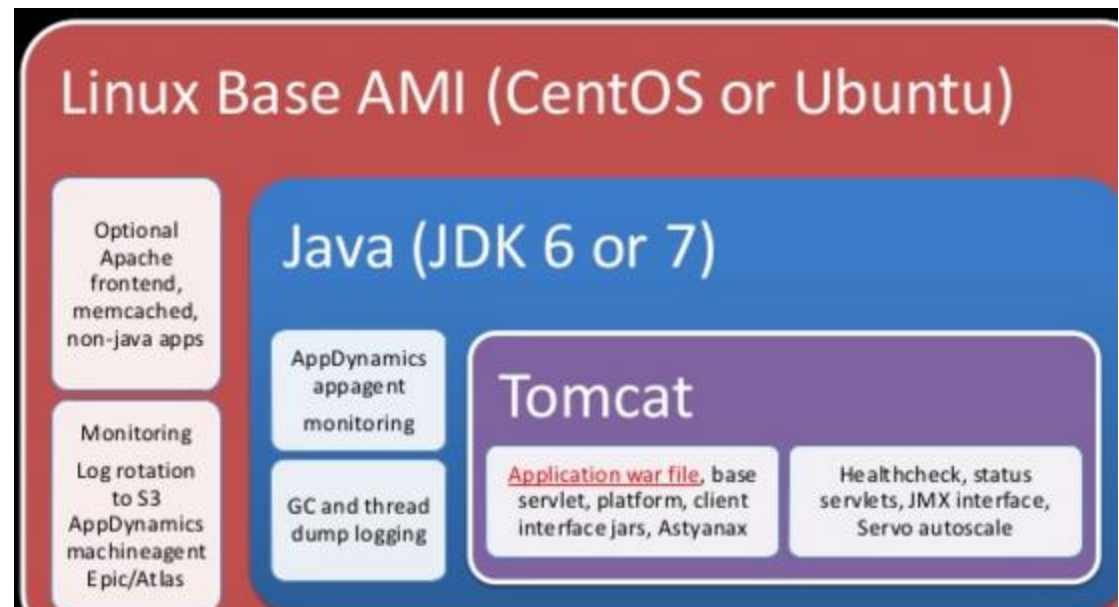 Linux Base AMI (CentOS or Ubuntu)
Optional
Apache
frontend,
memcached,
non-java apps
Monitoring
Log rotation
to S3
AppDynamics
machineagent
Epic/Atlas
Java (JDK 6 or 7)
AppDynamics
appagent
monitoring
GC and thread
dump logging
Tomcat
Application war file, base
servlet, platform, client
interface jars, Astyanax
Healthcheck, status
servlets, JMX interface,
Servo autoscale